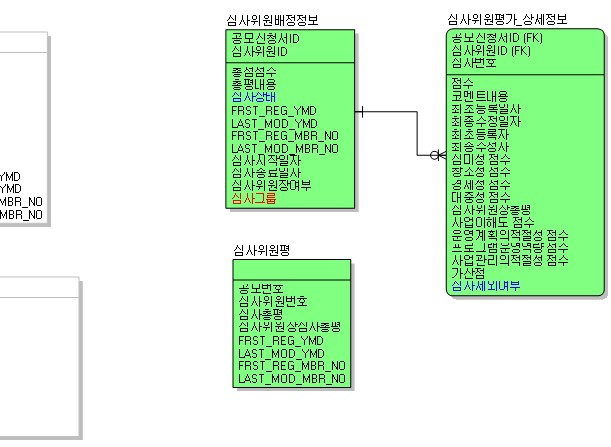 심사위원배정정보
공모신청서ID
심사위원ID
총점점수
총평내용
심사상태
FRST_REG_YMD
LAST_MOD_YMD
FRST_REG_MBR_NO
LAST_MOD_MBR_NO
심사시작일자
심사종료일자
심사위원장여부
심사그룹
심사위원평가_상세정보
공모신청서ID (FK)
심사위원ID (FK)
심사번호
점수
코멘트내용
최초등록일자
최종수정일자
최초등록자
최종수정자
심미성 점수
창조성 점수
경제성 점수
대중성 점수
심사위원상총평
사업이해도 점수
운영계획의적절성 점수
프로그램운영역량 점수
사업관리의적절성 점수
가산점
심사제외여부
YMD
YMD
MBR_NO
MBR_NO
심사위원평
공모번호
심사위원번호
심사총평
심사위원상심사총평
FRST_REG_YMD
LAST_MOD_YMD
FRST_REG_MBR_NO
LAST_MOD_MBR_NO